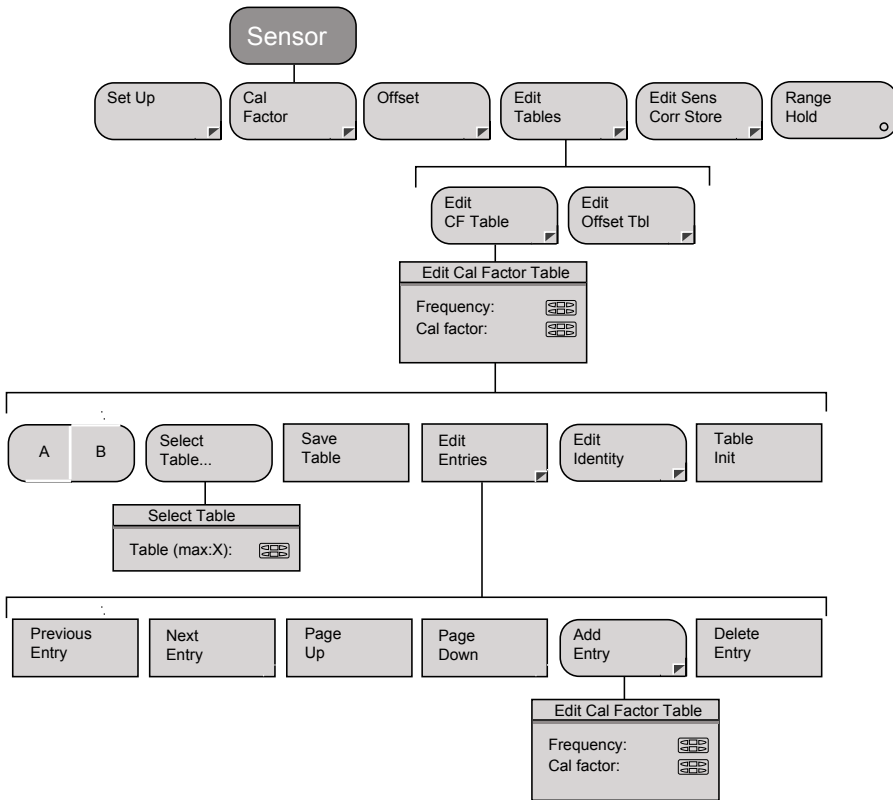 Sensor
Set Up
Cal
Factor
Offset
Edit
Tables
Edit Sens
Corr Store
Range
Hold
Edit
CF Table
Edit
Offset Tbl
Edit Cal Factor Table
Frequency:
Cal factor:
A
B
Select
Table...
Save
Table
Edit
Entries
Edit
Identity
Table
Init
Select Table
Table (max:X):
Previous
Entry
Next
Entry
Page
Up
Page
Down
Add
Entry
Delete
Entry
Edit Cal Factor Table
Frequency:
Cal factor: